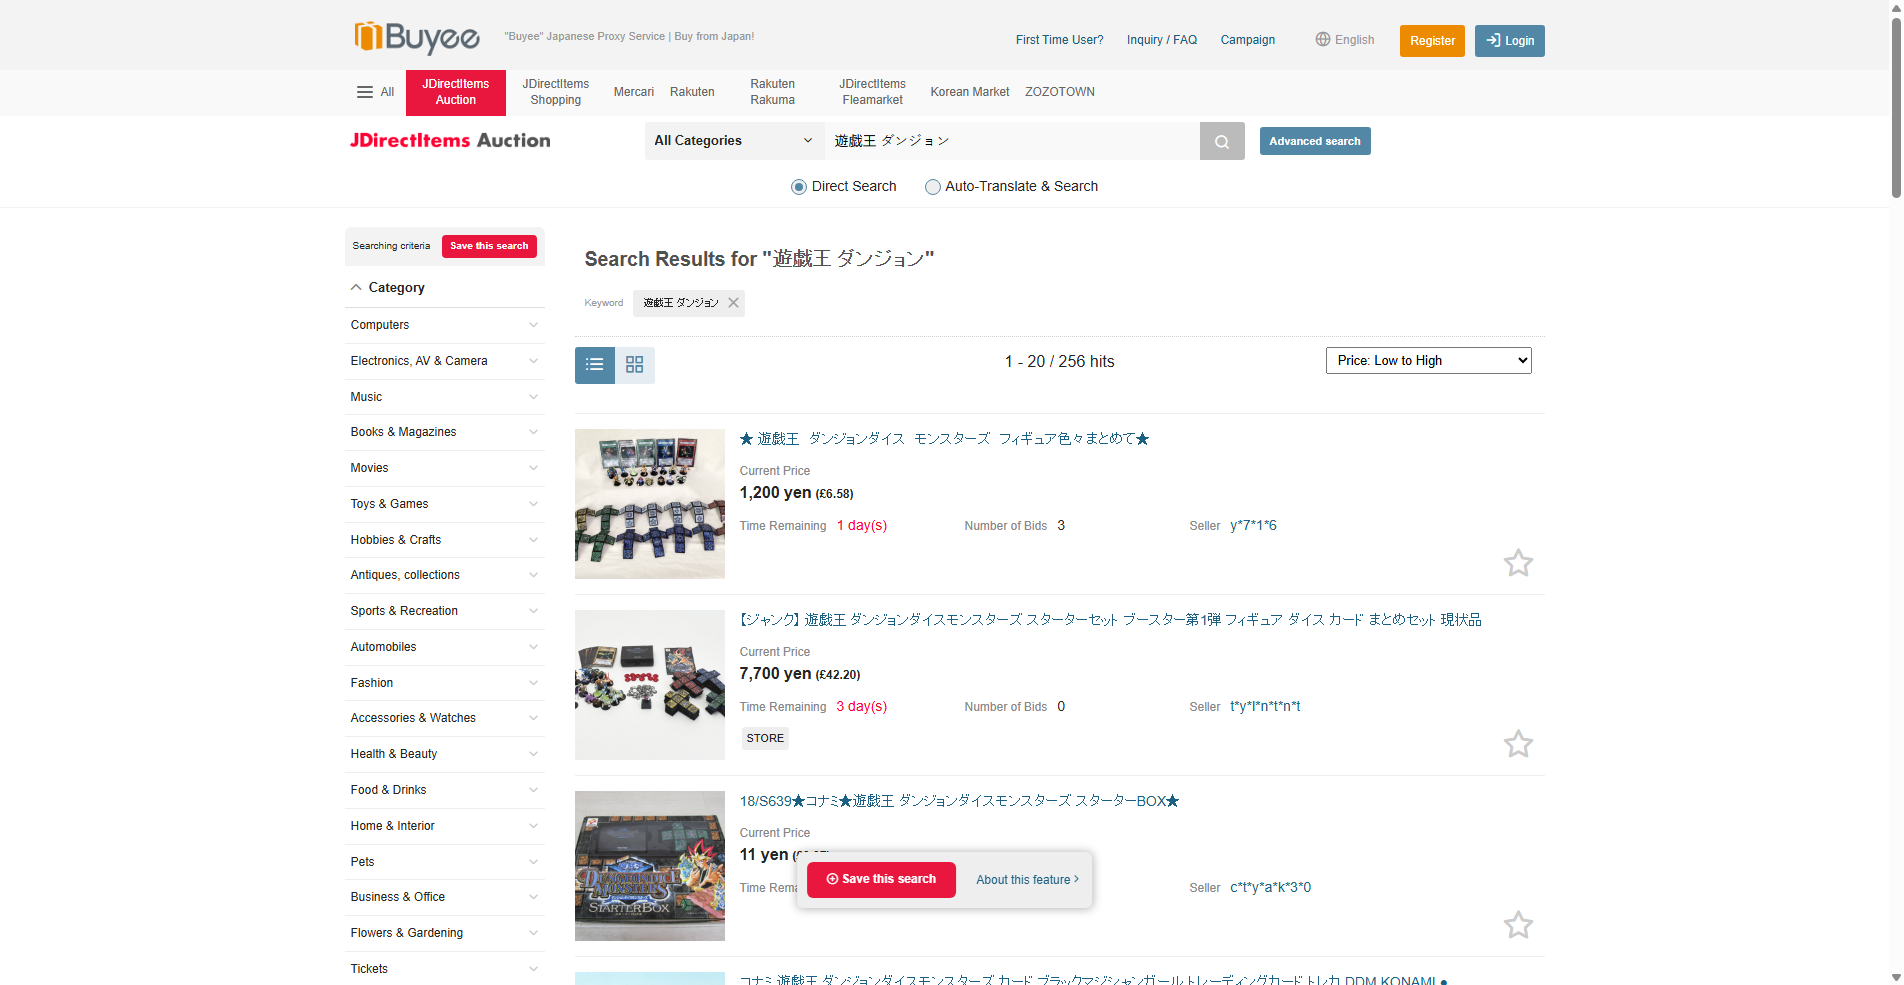 Buyee
"Buyee" Japanese Proxy Service | Buy from Japan!
First Time User?
Inquiry / FAQ
Campaign
English
Register
Login
All
JDirectItems Auction
JDirectItems Shopping
Mercari
Rakuten
Rakuten Rakuma
JDirectItems Fleamarket
Korean Market
ZOZOTOWN
JDirectItems Auction
All Categories
遊戯王 ダンジョン
Advanced search
Direct Search
Auto-Translate & Search
Searching criteria
Save this search
Category
Computers
Electronics, AV & Camera
Music
Books & Magazines
Movies
Toys & Games
Hobbies & Crafts
Antiques, collections
Sports & Recreation
Automobiles
Fashion
Accessories & Watches
Health & Beauty
Food & Drinks
Home & Interior
Pets
Business & Office
Flowers & Gardening
Tickets
Search Results for "遊戯王 ダンジョン"
Keyword
遊戯王 ダンジョン
1 - 20 / 256 hits
Price: Low to High
★ 遊戯王　ダンジョンダイス　モンスターズ　フィギュア色々まとめて★
Current Price
1,200 yen (£6.58)
Time Remaining 1 day(s)
Number of Bids 3
Seller y*7*1*6
【ジャンク】 遊戯王 ダンジョンダイスモンスターズ スターターセット ブースター第1弾 フィギュア ダイス カード まとめセット 現状品
Current Price
7,700 yen (£42.20)
Time Remaining 3 day(s)
Number of Bids 0
Seller t*y*l*n*t*n*t
STORE
18/S639★コナミ★遊戯王 ダンジョンダイスモンスターズ スターターBOX★
Current Price
11 yen
Time
Seller c*t*y*a*k*3*0
DUNGEON DICE MONSTERS
STARTER BOX
Save this search
About this feature
コナミ 遊戯王 ダンジョンダイスモンスターズ カード ブラックマジシャンガール トレーディングカード トレカ DDM KONAMI ●